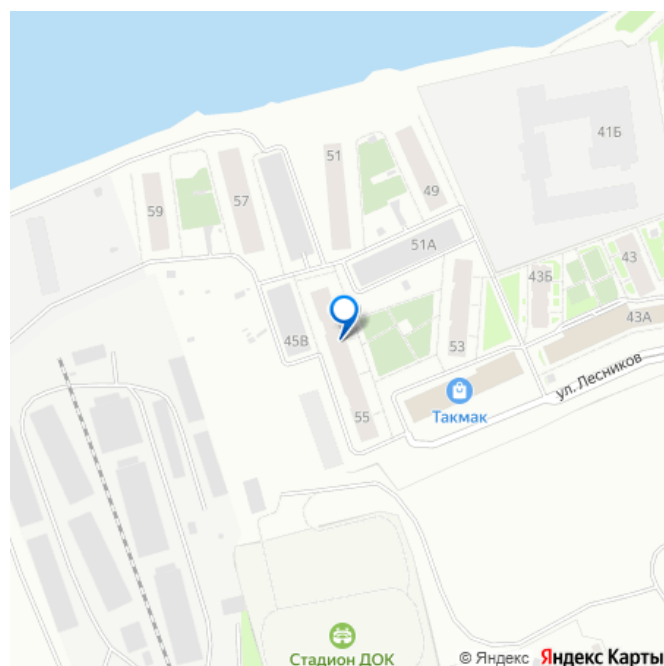 41Б
51
59
57
49
51А
43Б
43
43А
45В
53
ул. Лесников
Такмак
55
Стадион ДОК
© Яндекс Яндекс Карты